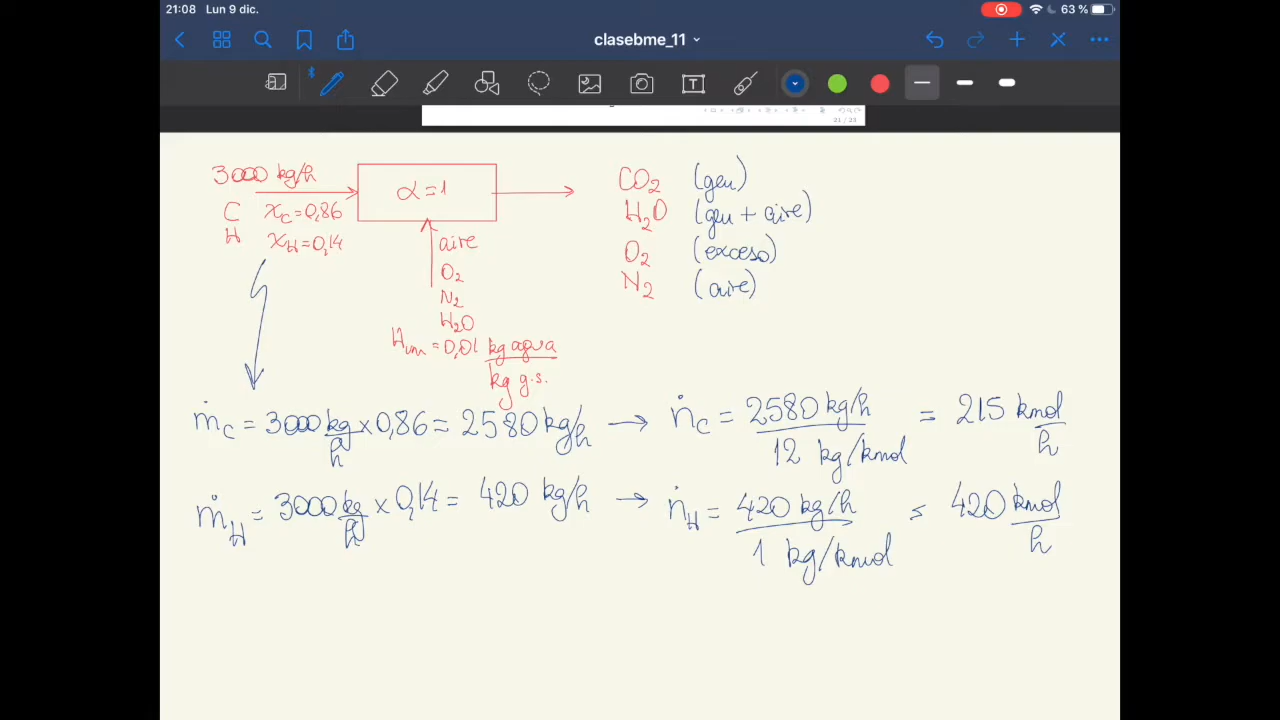 21:08 Lun 9 dic.
63 %
clasebme_11
21 / 23
3000 kg/h
C x_C = 0,86
H x_H = 0,14
α = 1
aire
O₂
N₂
H₂O
Hum = 0,01 kg agua / kg g.s.
CO₂ (gen)
H₂O (gen + aire)
O₂ (exceso)
N₂ (aire)
ṁ_C = 3000 kg/h × 0,86 = 2580 kg/h → ṅ_C = 2580 kg/h / 12 kg/kmol = 215 kmol/h
ṁ_H = 3000 kg/h × 0,14 = 420 kg/h → ṅ_H = 420 kg/h / 1 kg/kmol = 420 kmol/h